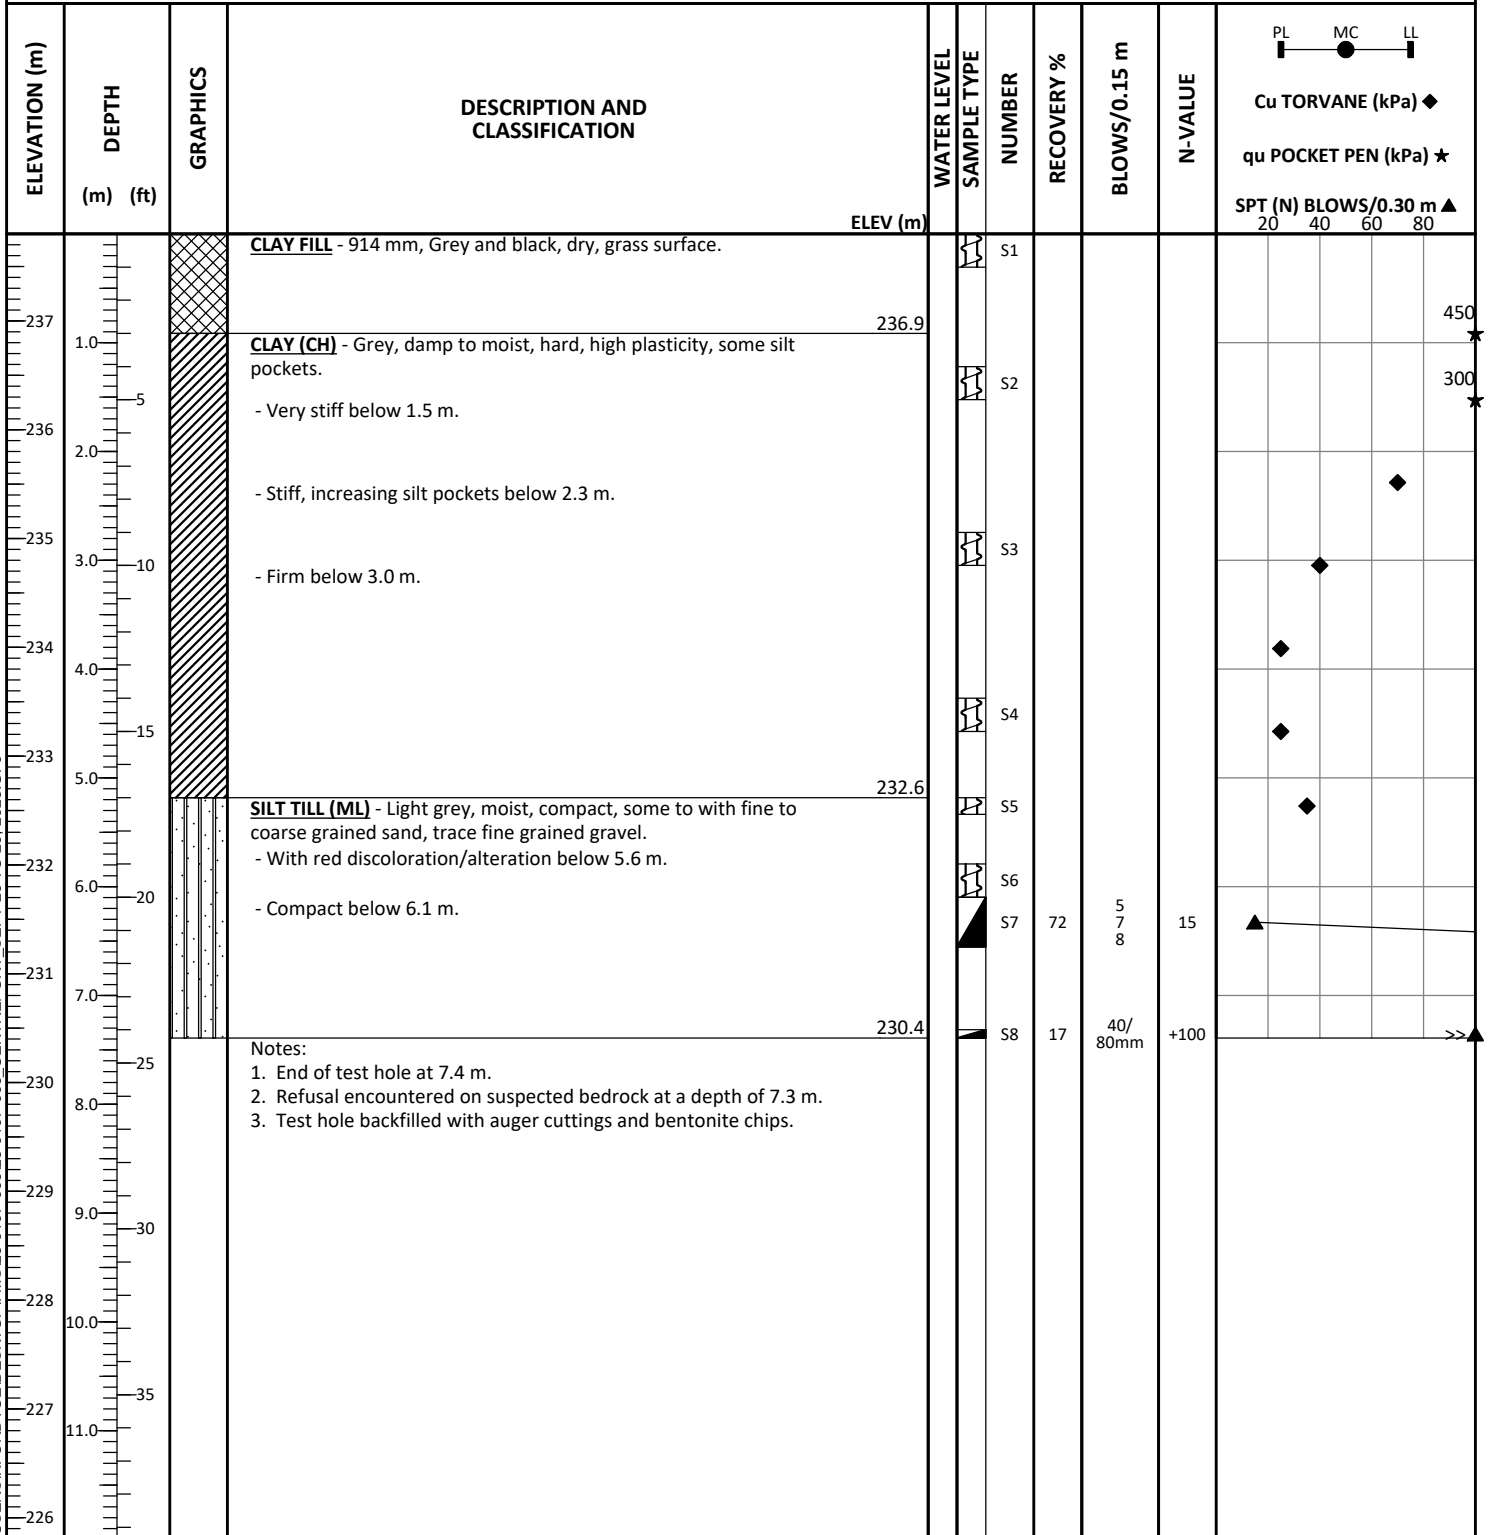 ELEVATION (m)
DEPTH
(m) (ft)
GRAPHICS
DESCRIPTION AND
CLASSIFICATION
ELEV (m)
WATER LEVEL
SAMPLE TYPE
NUMBER
RECOVERY %
BLOWS/0.15 m
N-VALUE
PL MC LL
Cu TORVANE (kPa) ◆
qu POCKET PEN (kPa) ★
SPT (N) BLOWS/0.30 m ▲
20 40 60 80
CLAY FILL - 914 mm, Grey and black, dry, grass surface.
S1
237
236.9
450
1.0
CLAY (CH) - Grey, damp to moist, hard, high plasticity, some silt
pockets.
S2
300
5
- Very stiff below 1.5 m.
236
2.0
- Stiff, increasing silt pockets below 2.3 m.
235
S3
3.0
10
- Firm below 3.0 m.
234
4.0
S4
15
233
5.0
232.6
SILT TILL (ML) - Light grey, moist, compact, some to with fine to
S5
coarse grained sand, trace fine grained gravel.
- With red discoloration/alteration below 5.6 m.
232
S6
6.0
20
- Compact below 6.1 m.
S7 72 5 7 8 15
231
7.0
230.4
S8 17 40/ 80mm +100 >>
Notes:
25
1. End of test hole at 7.4 m.
230
2. Refusal encountered on suspected bedrock at a depth of 7.3 m.
8.0
3. Test hole backfilled with auger cuttings and bentonite chips.
229
9.0
30
228
10.0
35
227
11.0
226